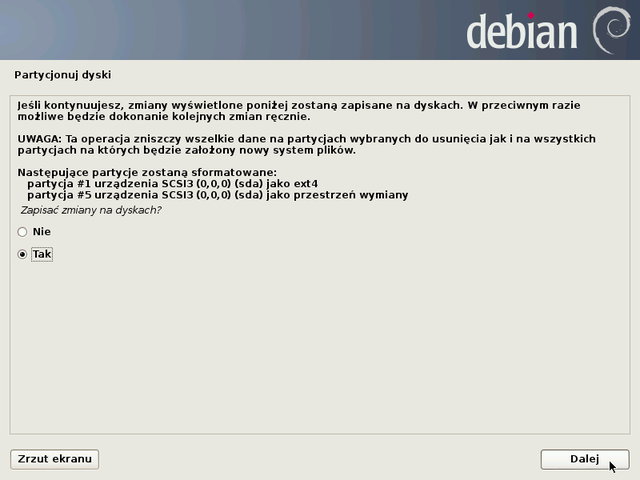 debian
Partycjonuj dyski
Jeśli kontynuujesz, zmiany wyświetlone poniżej zostaną zapisane na dyskach. W przeciwnym razie
możliwe będzie dokonanie kolejnych zmian ręcznie.
UWAGA: Ta operacja zniszczy wszelkie dane na partycjach wybranych do usunięcia jak i na wszystkich
partycjach na których będzie założony nowy system plików.
Następujące partycje zostaną sformatowane:
partycja #1 urządzenia SCSI3 (0,0,0) (sda) jako ext4
partycja #5 urządzenia SCSI3 (0,0,0) (sda) jako przestrzeń wymiany
Zapisać zmiany na dyskach?
Nie
Tak
Zrzut ekranu
Dalej